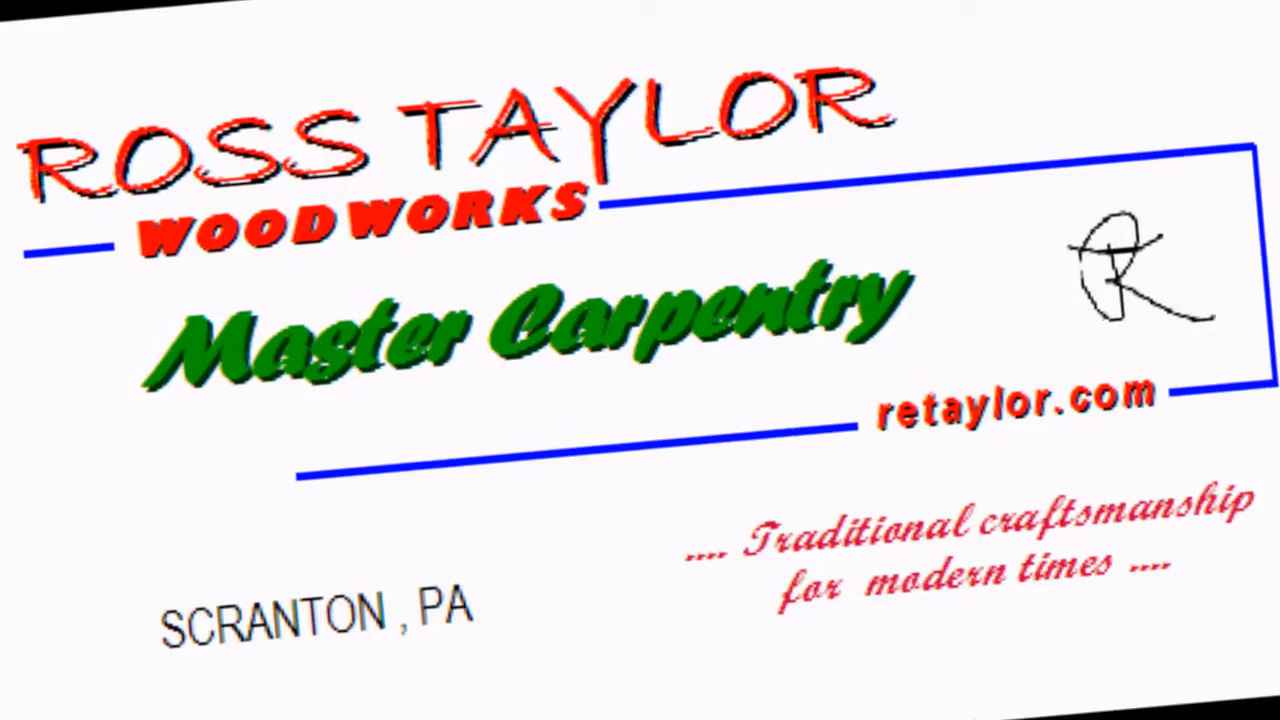 ROSS TAYLOR
WOODWORKS
Master Carpentry
retaylor.com
.... Traditional craftsmanship
for modern times ....
SCRANTON , PA